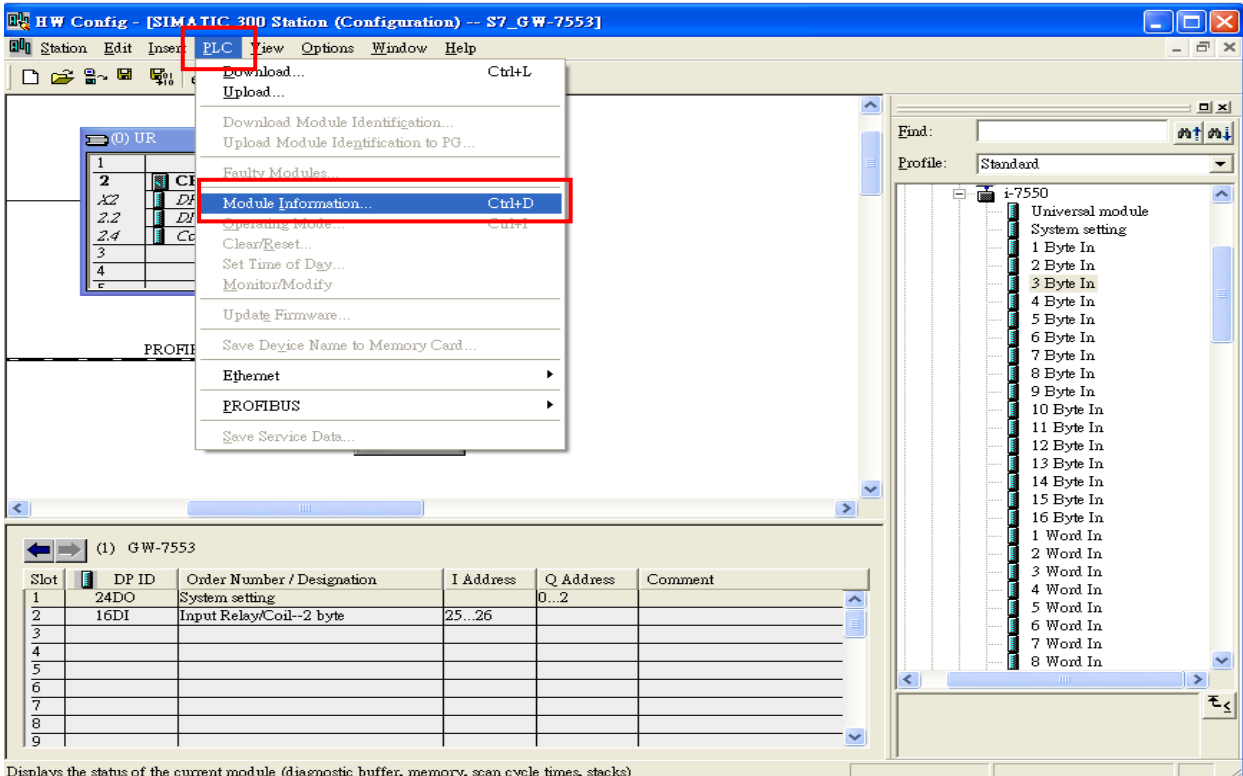 HW Config - [SIMATIC 300 Station (Configuration) -- S7_GW-7553]
Station Edit Insert PLC View Options Window Help
Download... Ctrl+L
Upload...
Download Module Identification...
Upload Module Identification to PG...
Faulty Modules...
Module Information... Ctrl+D
Operating Mode... Ctrl+I
Clear/Reset...
Set Time of Day...
Monitor/Modify
Update Firmware...
Save Device Name to Memory Card...
Ethernet
PROFIBUS
Save Service Data...
(0) UR
1
2
X2
2.2
2.4
3
4
Find:
Profile: Standard
i-7550
Universal module
System setting
1 Byte In
2 Byte In
3 Byte In
4 Byte In
5 Byte In
6 Byte In
7 Byte In
8 Byte In
9 Byte In
10 Byte In
11 Byte In
12 Byte In
13 Byte In
14 Byte In
15 Byte In
16 Byte In
1 Word In
2 Word In
3 Word In
4 Word In
5 Word In
6 Word In
7 Word In
8 Word In
(1) GW-7553
Slot DP ID Order Number / Designation I Address Q Address Comment
1 24DO System setting 0...2
2 16DI Input Relay/Coil--2 byte 25...26
3
4
5
6
7
8
9
Displays the status of the current module (diagnostic buffer, memory, scan cycle times, stacks)